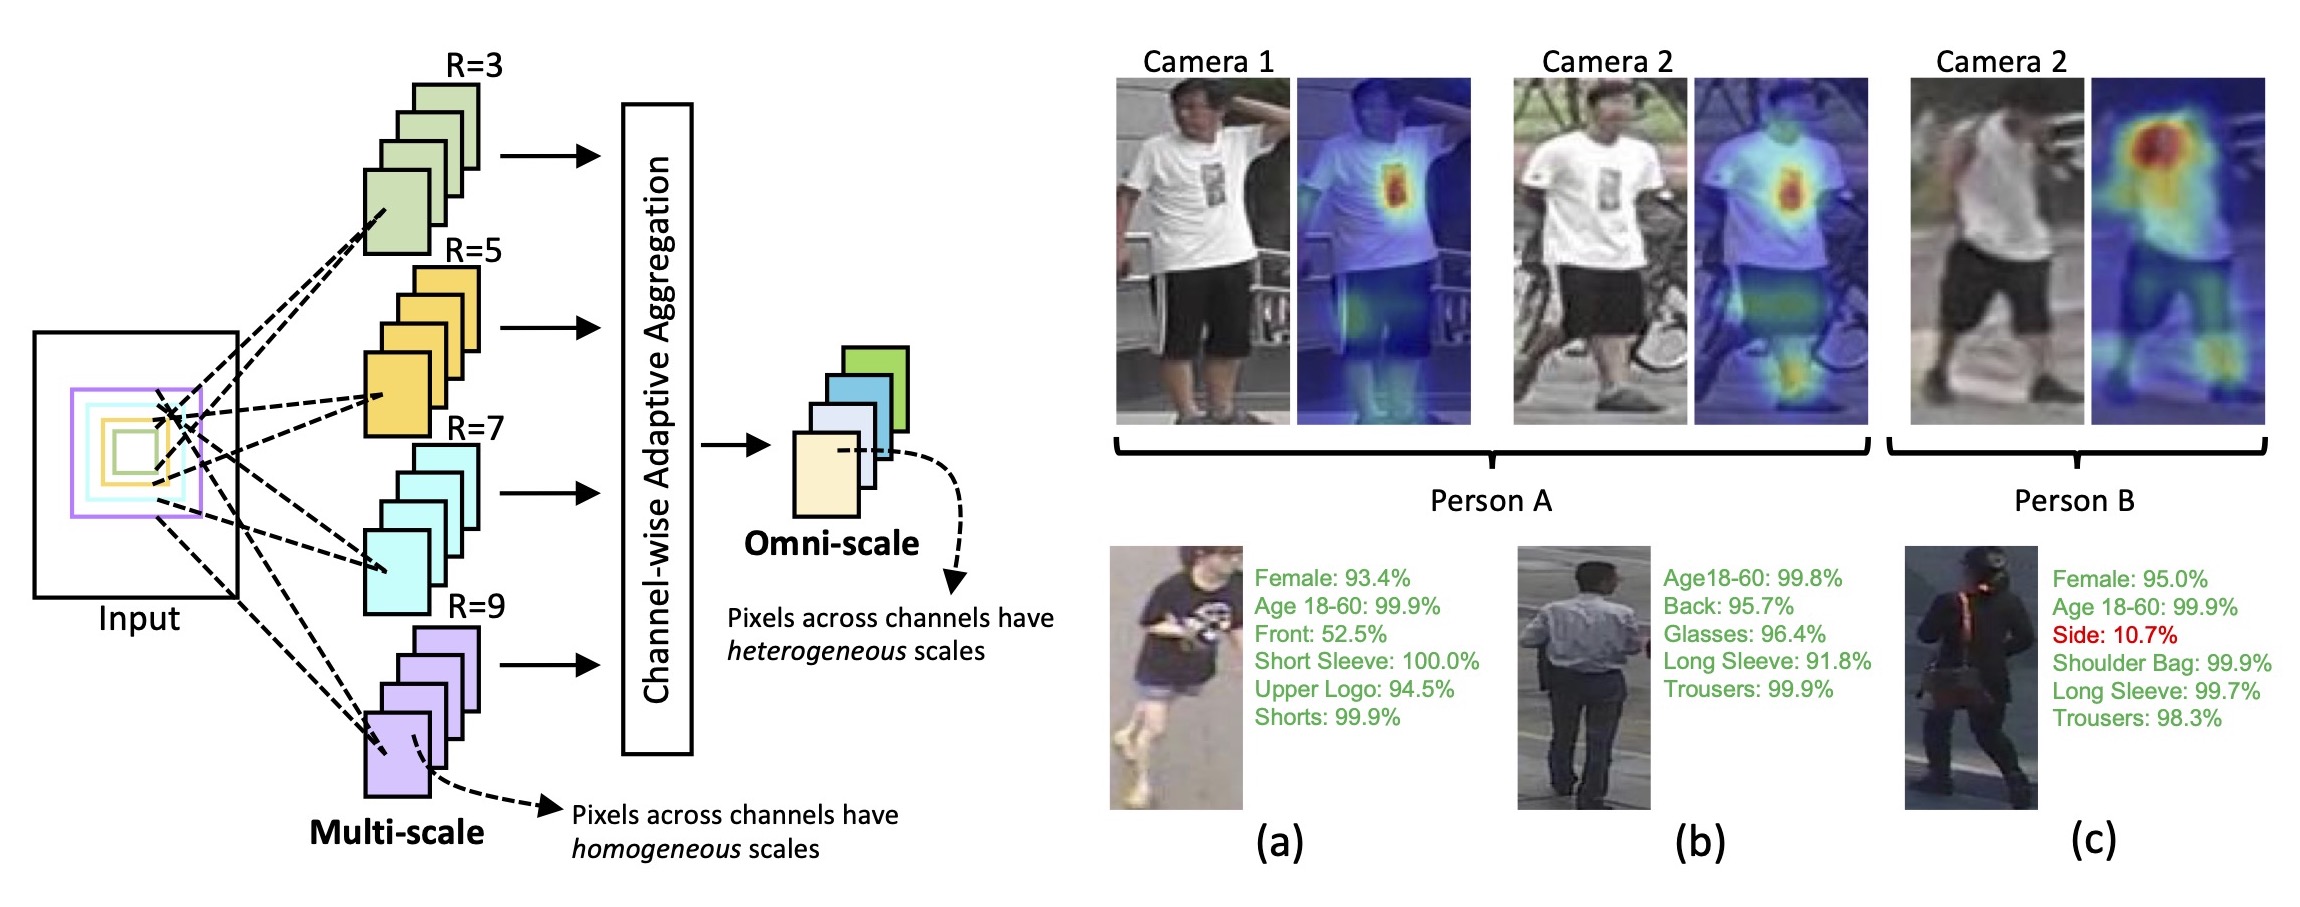 R=3
R=5
R=7
R=9
Input
Multi-scale
Pixels across channels have
homogeneous scales
Channel-wise Adaptive Aggregation
Omni-scale
Pixels across channels have
heterogeneous scales
Camera 1
Camera 2
Camera 2
Person A
Person B
Female: 93.4%
Age 18-60: 99.9%
Front: 52.5%
Short Sleeve: 100.0%
Upper Logo: 94.5%
Shorts: 99.9%
(a)
Age18-60: 99.8%
Back: 95.7%
Glasses: 96.4%
Long Sleeve: 91.8%
Trousers: 99.9%
(b)
Female: 95.0%
Age 18-60: 99.9%
Side: 10.7%
Shoulder Bag: 99.9%
Long Sleeve: 99.7%
Trousers: 98.3%
(c)